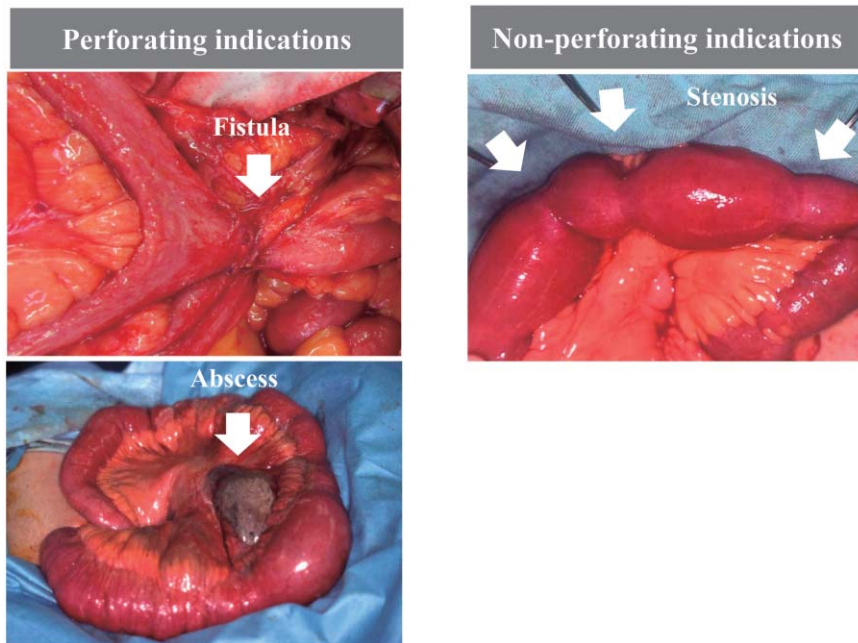 Perforating indications
Non-perforating indications
Fistula
Stenosis
Abscess